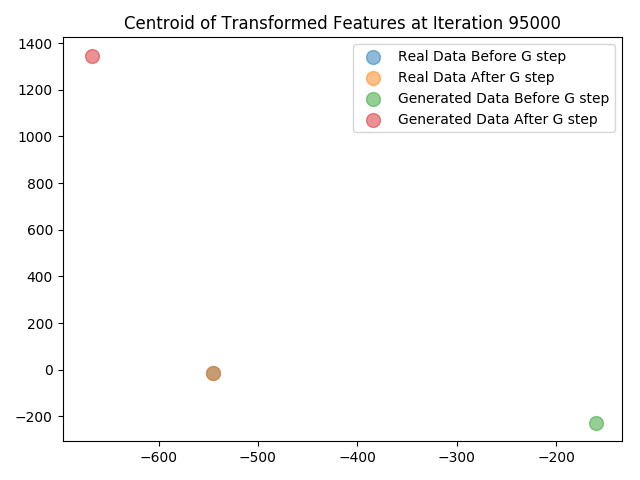 Centroid of Transformed Features at Iteration 95000
1400
1200
1000
800
600
400
200
0
−200
Real Data Before G step
Real Data After G step
Generated Data Before G step
Generated Data After G step
−600 −500 −400 −300 −200